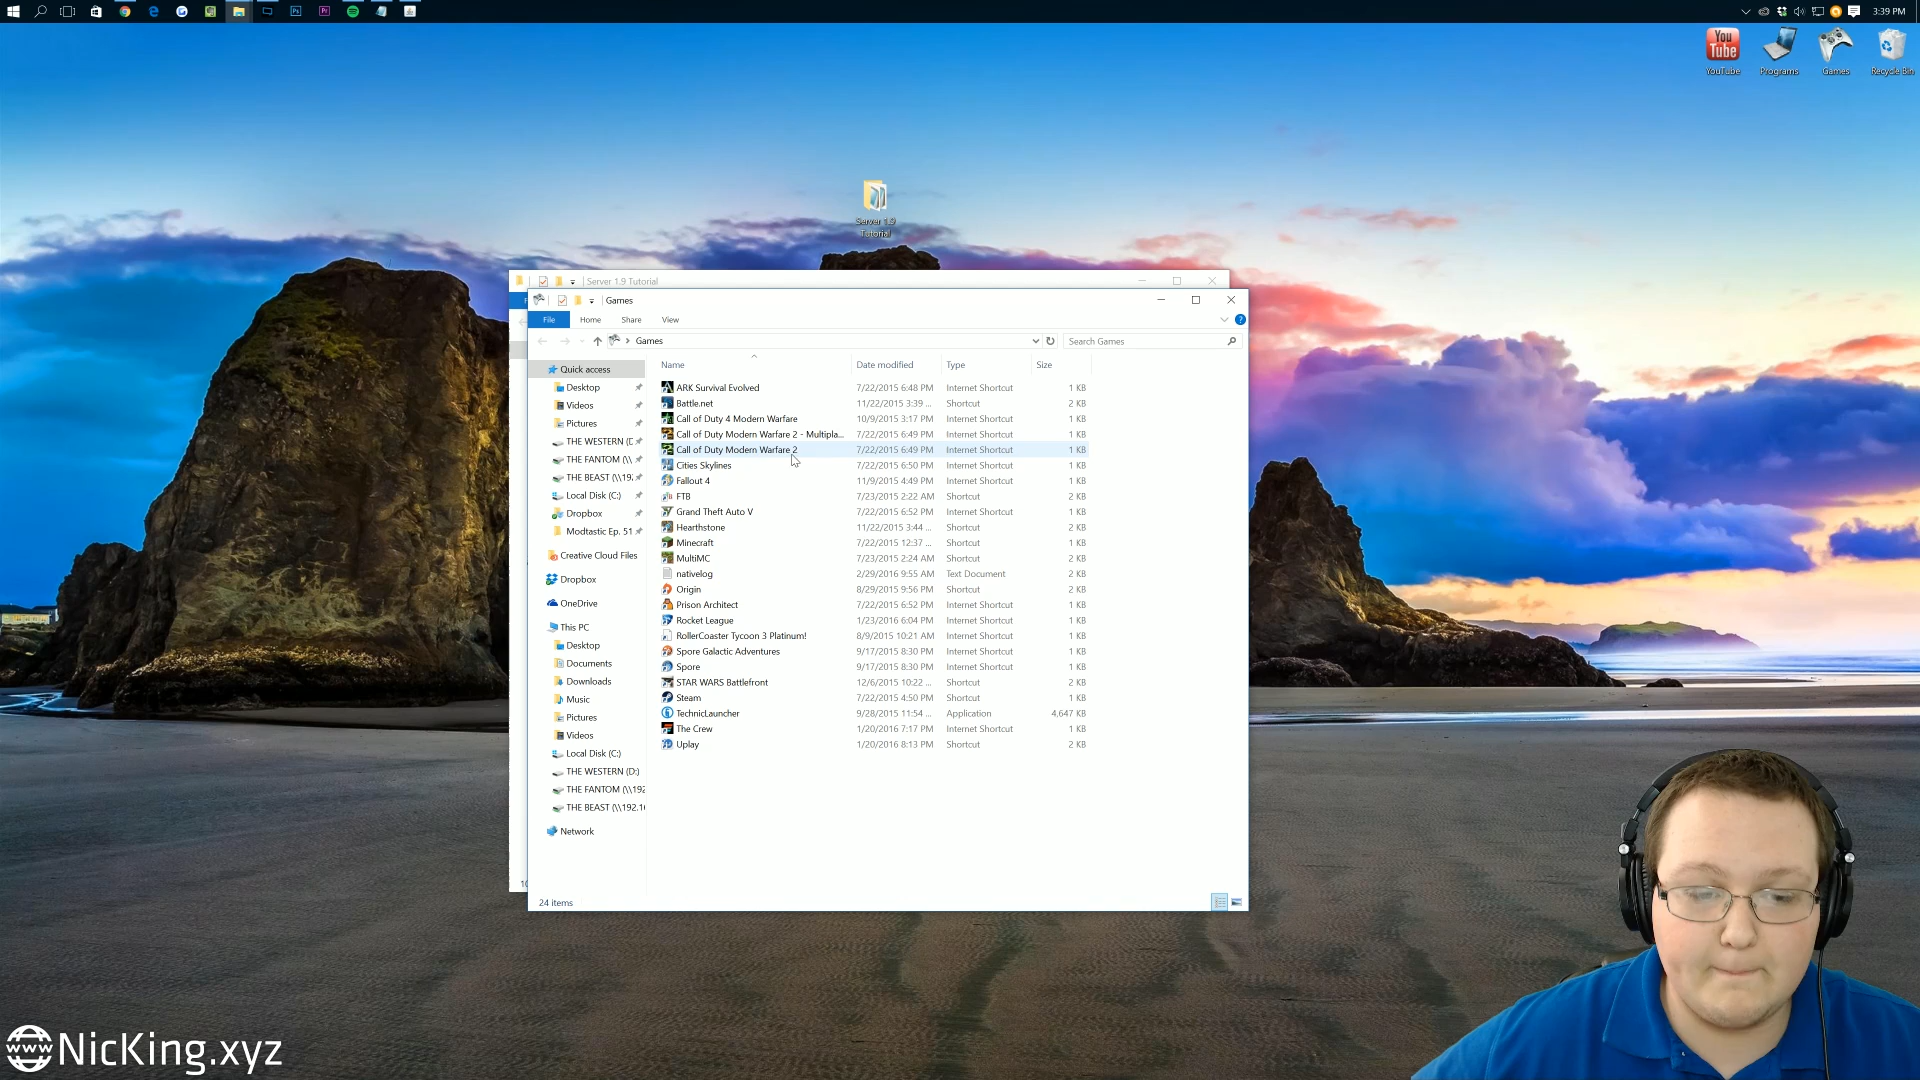 3:39 PM
You
Tube
YouTube
Programs
Games
Recycle Bin
Server 1.9
Tutorial
Server 1.9 Tutorial
Games
File
Home
Share
View
Games
Search Games
Name
Date modified
Type
Size
Quick access
Desktop
Videos
Pictures
THE WESTERN (D
THE FANTOM (\\
THE BEAST (\\19.
Local Disk (C:)
Dropbox
Modtastic Ep. 51
Creative Cloud Files
Dropbox
OneDrive
This PC
Desktop
Documents
Downloads
Music
Pictures
Videos
Local Disk (C:)
THE WESTERN (D:)
THE FANTOM (\\192
THE BEAST (\\192.1
Network
ARK Survival Evolved 7/22/2015 6:48 PM Internet Shortcut 1 KB
Battle.net 11/22/2015 3:39 ... Shortcut 2 KB
Call of Duty 4 Modern Warfare 10/9/2015 3:17 PM Internet Shortcut 1 KB
Call of Duty Modern Warfare 2 - Multipla... 7/22/2015 6:49 PM Internet Shortcut 1 KB
Call of Duty Modern Warfare 2 7/22/2015 6:49 PM Internet Shortcut 1 KB
Cities Skylines 7/22/2015 6:50 PM Internet Shortcut 1 KB
Fallout 4 11/9/2015 4:49 PM Internet Shortcut 1 KB
FTB 7/23/2015 2:22 AM Shortcut 2 KB
Grand Theft Auto V 7/22/2015 6:52 PM Internet Shortcut 1 KB
Hearthstone 11/22/2015 3:44 ... Shortcut 2 KB
Minecraft 7/22/2015 12:37 ... Shortcut 2 KB
MultiMC 7/23/2015 2:24 AM Shortcut 2 KB
nativelog 2/29/2016 9:55 AM Text Document 2 KB
Origin 8/29/2015 9:56 PM Shortcut 2 KB
Prison Architect 7/22/2015 6:52 PM Internet Shortcut 1 KB
Rocket League 1/23/2016 6:04 PM Internet Shortcut 1 KB
RollerCoaster Tycoon 3 Platinum! 8/9/2015 10:21 AM Internet Shortcut 1 KB
Spore Galactic Adventures 9/17/2015 8:30 PM Internet Shortcut 1 KB
Spore 9/17/2015 8:30 PM Internet Shortcut 1 KB
STAR WARS Battlefront 12/6/2015 10:22 ... Shortcut 2 KB
Steam 7/22/2015 4:50 PM Shortcut 1 KB
TechnicLauncher 9/28/2015 11:54 ... Application 4,647 KB
The Crew 1/20/2016 7:17 PM Internet Shortcut 1 KB
Uplay 1/20/2016 8:13 PM Shortcut 2 KB
24 items
www NicKing.xyz